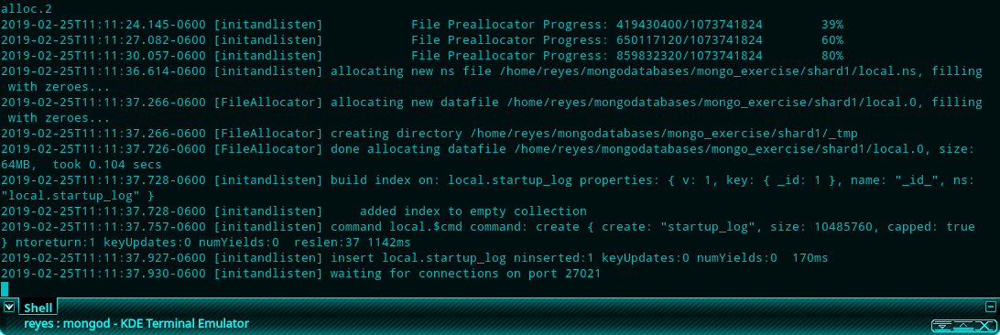 alloc.2
2019-02-25T11:11:24.145-0600 [initandlisten]            File Preallocator Progress: 419430400/1073741824        39%
2019-02-25T11:11:27.082-0600 [initandlisten]            File Preallocator Progress: 650117120/1073741824        60%
2019-02-25T11:11:30.057-0600 [initandlisten]            File Preallocator Progress: 859832320/1073741824        80%
2019-02-25T11:11:36.614-0600 [initandlisten] allocating new ns file /home/reyes/mongodatabases/mongo_exercise/shard1/local.ns, filling
 with zeroes...
2019-02-25T11:11:37.266-0600 [FileAllocator] allocating new datafile /home/reyes/mongodatabases/mongo_exercise/shard1/local.0, filling
 with zeroes...
2019-02-25T11:11:37.266-0600 [FileAllocator] creating directory /home/reyes/mongodatabases/mongo_exercise/shard1/_tmp
2019-02-25T11:11:37.726-0600 [FileAllocator] done allocating datafile /home/reyes/mongodatabases/mongo_exercise/shard1/local.0, size:
64MB,  took 0.104 secs
2019-02-25T11:11:37.728-0600 [initandlisten] build index on: local.startup_log properties: { v: 1, key: { _id: 1 }, name: "_id_", ns:
"local.startup_log" }
2019-02-25T11:11:37.728-0600 [initandlisten]     added index to empty collection
2019-02-25T11:11:37.757-0600 [initandlisten] command local.$cmd command: create { create: "startup_log", size: 10485760, capped: true
} ntoreturn:1 keyUpdates:0 numYields:0  reslen:37 1142ms
2019-02-25T11:11:37.927-0600 [initandlisten] insert local.startup_log ninserted:1 keyUpdates:0 numYields:0  170ms
2019-02-25T11:11:37.930-0600 [initandlisten] waiting for connections on port 27021
Shell
reyes : mongod - KDE Terminal Emulator